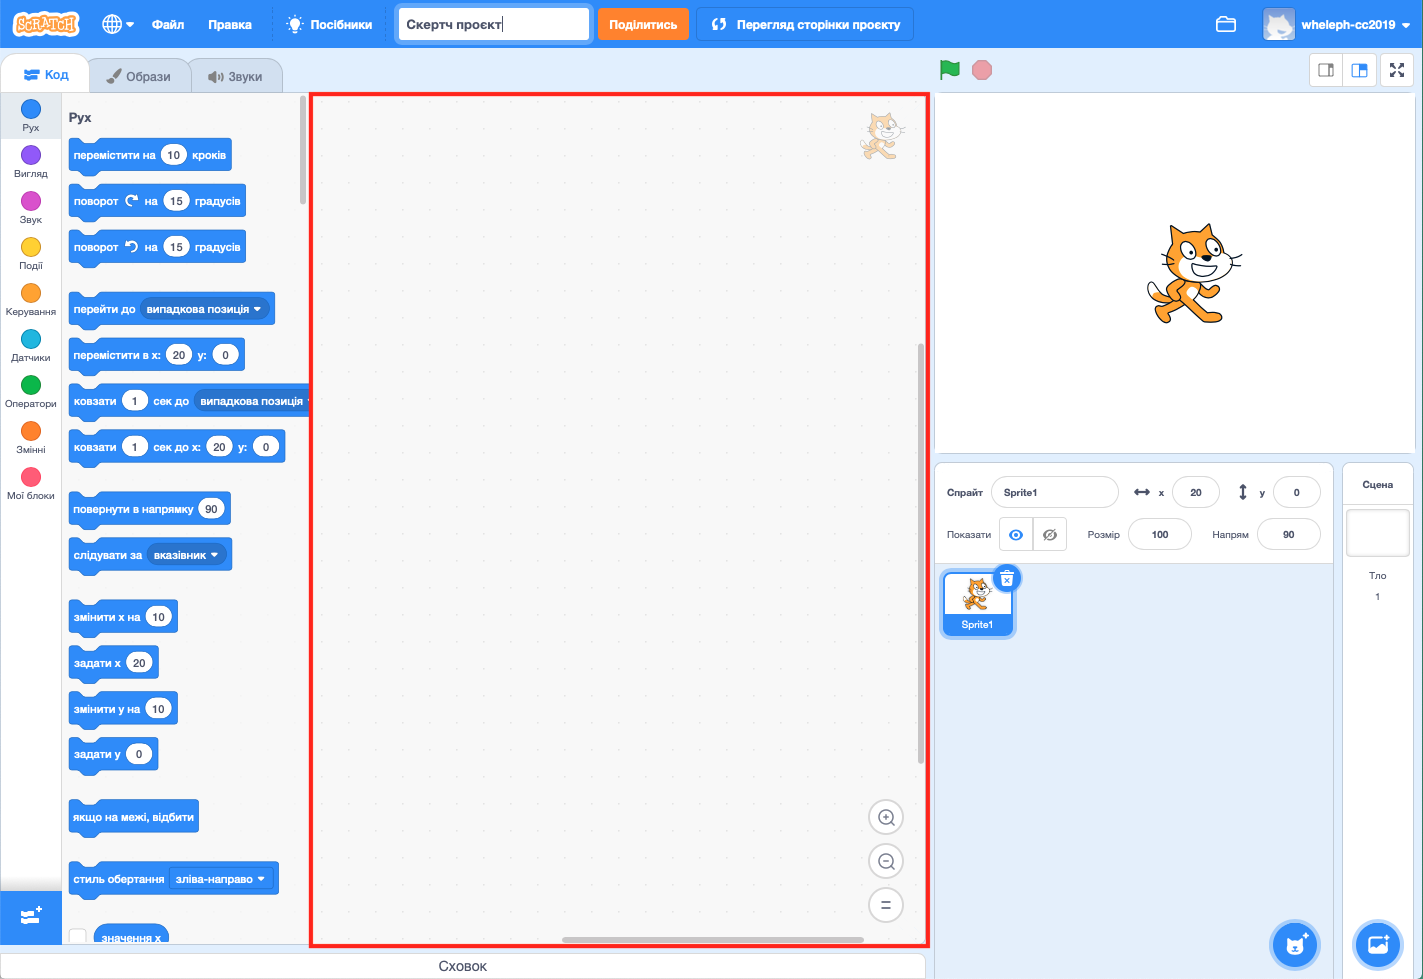 SCRATCH
Файл
Правка
Посібники
Скертч проєкт
Поділитись
Перегляд сторінки проєкту
wheleph-cc2019
Код
Образи
Звуки
Рух
Вигляд
Звук
Події
Керування
Датчики
Оператори
Змінні
Мої блоки
Рух
перемістити на 10 кроків
поворот на 15 градусів
поворот на 15 градусів
перейти до випадкова позиція
перемістити в x: 20 y: 0
ковзати 1 сек до випадкова позиція
ковзати 1 сек до x: 20 y: 0
повернути в напрямку 90
слідувати за вказівник
змінити x на 10
задати x 20
змінити y на 10
задати y 0
якщо на межі, відбити
стиль обертання зліва-направо
значення x
Спрайт Sprite1 x 20 y 0
Показати Розмір 100 Напрям 90
Sprite1
Сцена
Тло
1
Сховок